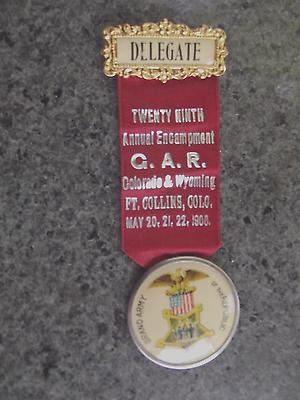 DELEGATE
TWENTY NINTH
Annual Encampment
G. A. R.
Colorado & Wyoming
FT. COLLINS, COLO.
MAY 20, 21, 22, 1908.
GRAND ARMY